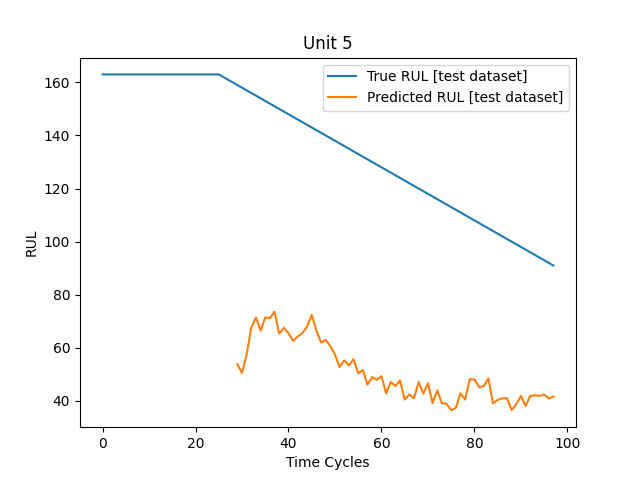 Unit 5
True RUL [test dataset]
Predicted RUL [test dataset]
160
140
120
100
80
60
40
RUL
0 20 40 60 80 100
Time Cycles